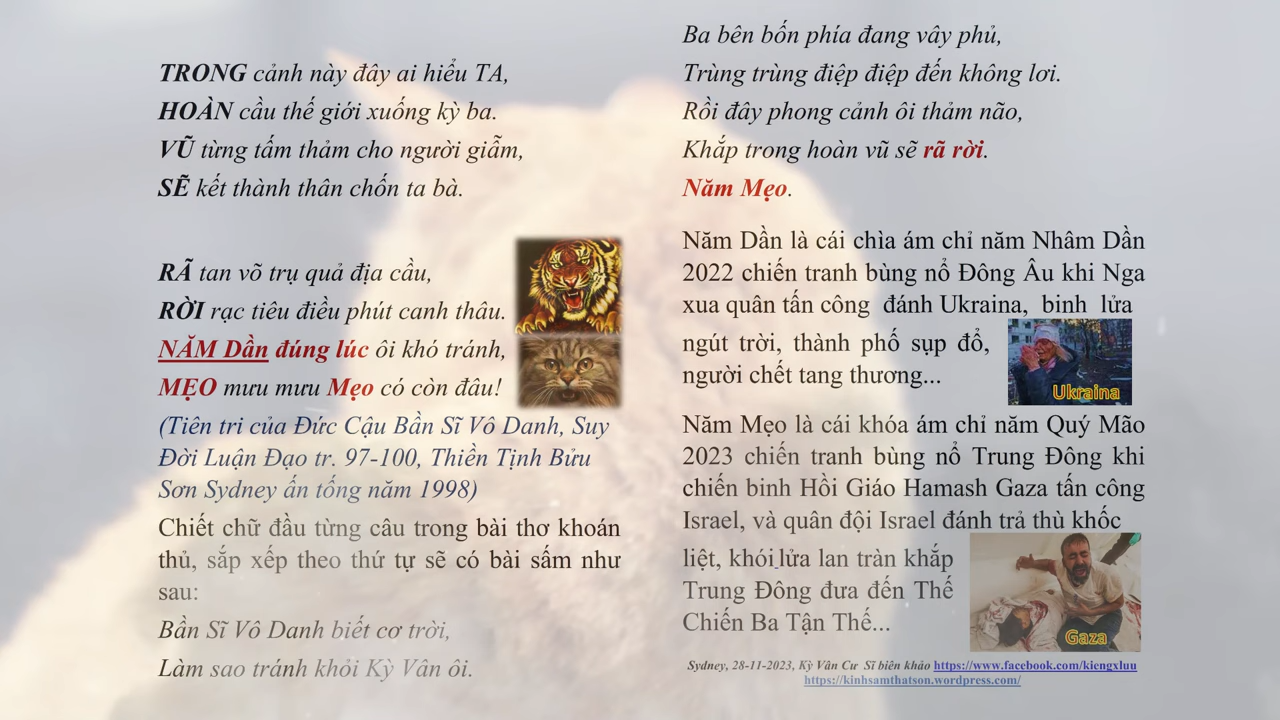 TRONG cảnh này đây ai hiểu TA,
HOÀN cầu thế giới xuống kỳ ba.
VŨ từng tấm thảm cho người giẫm,
SẼ kết thành thân chốn ta bà.
RÃ tan võ trụ quả địa cầu,
RỜI rạc tiêu điều phút canh thâu.
NĂM Dần đúng lúc ôi khó tránh,
MẸO mưu mưu Mẹo có còn đâu!
(Tiên tri của Đức Cậu Bần Sĩ Vô Danh, Suy
Đời Luận Đạo tr. 97-100, Thiền Tịnh Bửu
Sơn Sydney ấn tống năm 1998)
Chiết chữ đầu từng câu trong bài thơ khoán
thủ, sắp xếp theo thứ tự sẽ có bài sấm như
sau:
Bần Sĩ Vô Danh biết cơ trời,
Làm sao tránh khỏi Kỳ Vân ôi.
Ba bên bốn phía đang vây phủ,
Trùng trùng điệp điệp đến không lơi.
Rồi đây phong cảnh ôi thảm não,
Khắp trong hoàn vũ sẽ rã rời.
Năm Mẹo.
Năm Dần là cái chìa ám chỉ năm Nhâm Dần
2022 chiến tranh bùng nổ Đông Âu khi Nga
xua quân tấn công đánh Ukraina, binh lửa
ngút trời, thành phố sụp đổ,
người chết tang thương...
Ukraina
Năm Mẹo là cái khóa ám chỉ năm Quý Mão
2023 chiến tranh bùng nổ Trung Đông khi
chiến binh Hồi Giáo Hamash Gaza tấn công
Israel, và quân đội Israel đánh trả thù khốc
liệt, khói lửa lan tràn khắp
Trung Đông đưa đến Thế
Chiến Ba Tận Thế...
Gaza
Sydney, 28-11-2023, Kỳ Vân Cư Sĩ biên khảo https://www.facebook.com/kiengxluu
https://kinhsamthatson.wordpress.com/